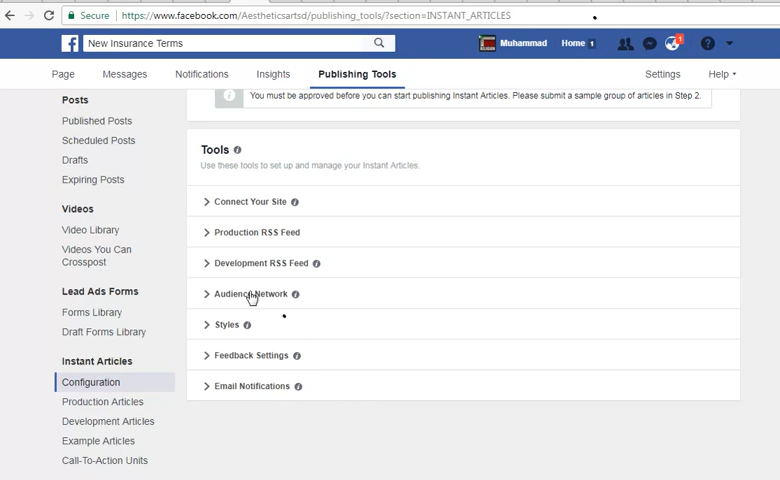 Secure https://www.facebook.com/Aestheticsartsd/publishing_tools/?section=INSTANT_ARTICLES
New Insurance Terms
Muhammad Home 1
1
Page Messages Notifications Insights Publishing Tools Settings Help
Posts
Published Posts
Scheduled Posts
Drafts
Expiring Posts
Videos
Video Library
Videos You Can
Crosspost
Lead Ads Forms
Forms Library
Draft Forms Library
Instant Articles
Configuration
Production Articles
Development Articles
Example Articles
Call-To-Action Units
You must be approved before you can start publishing Instant Articles. Please submit a sample group of articles in Step 2.
Tools
Use these tools to set up and manage your Instant Articles.
Connect Your Site
Production RSS Feed
Development RSS Feed
Audience Network
Styles
Feedback Settings
Email Notifications